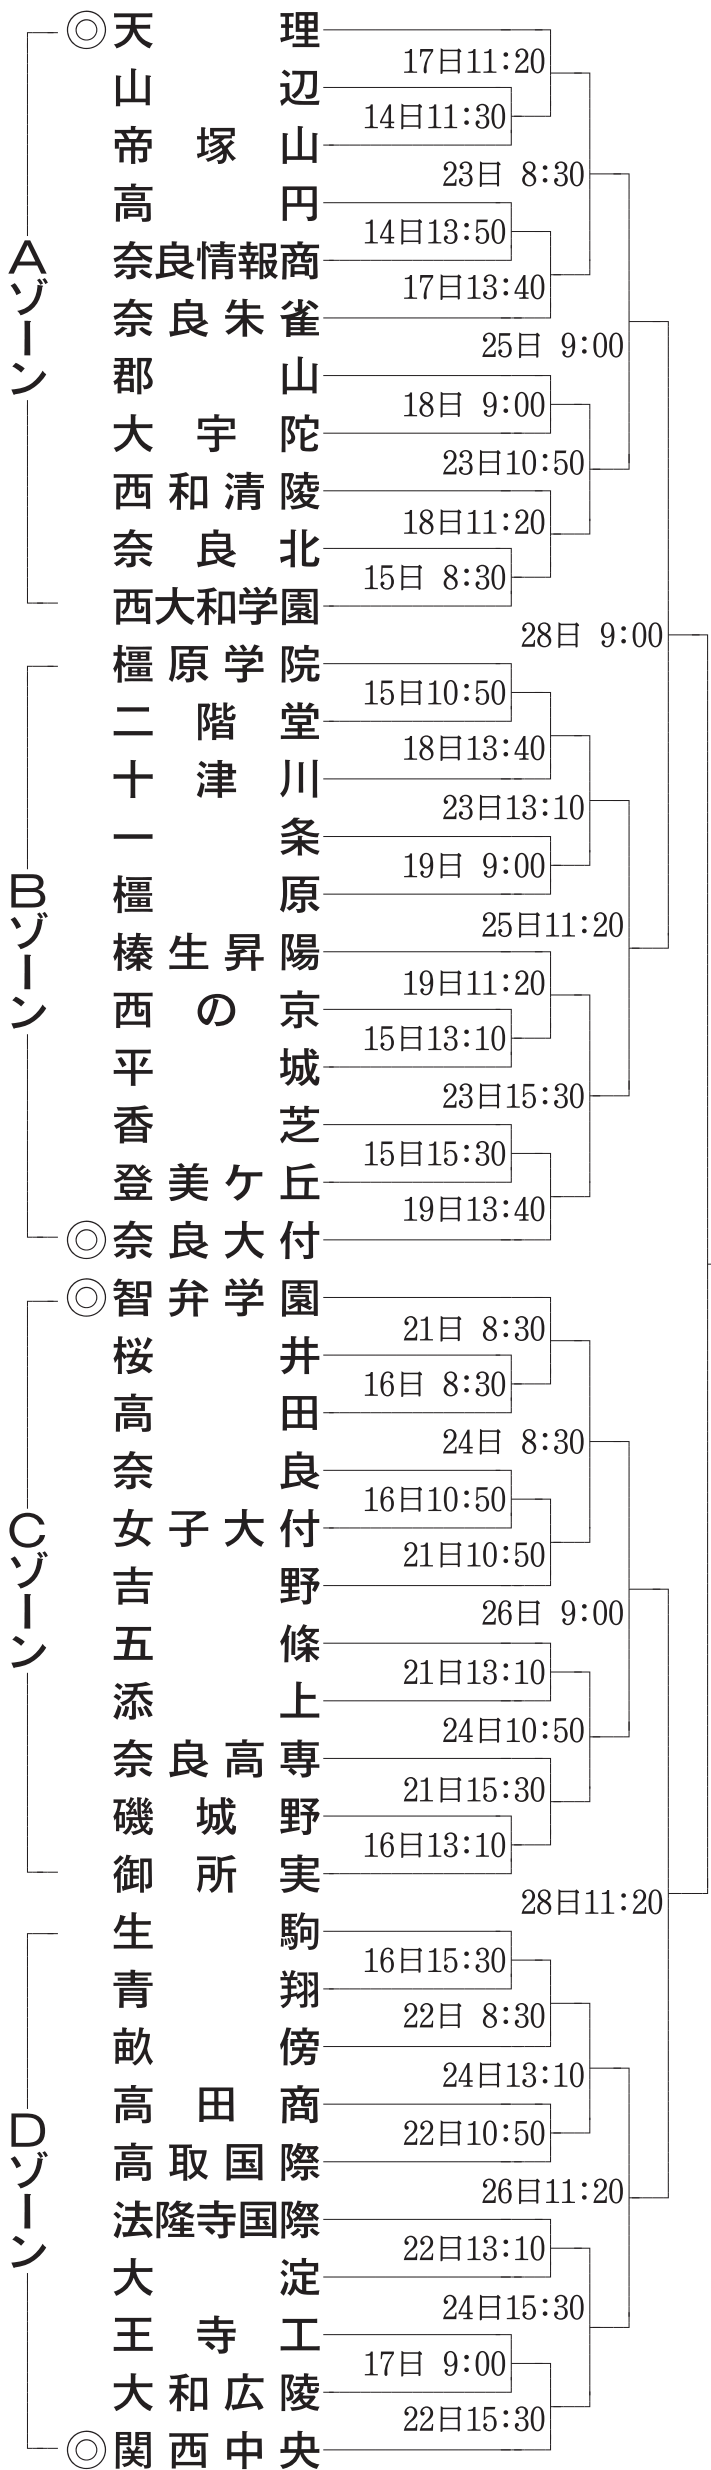 Aゾーン
◎天理
17日11:20
山辺
14日11:30
帝塚山
23日 8:30
高円
14日13:50
奈良情報商
17日13:40
奈良朱雀
25日 9:00
郡山
18日 9:00
大宇陀
23日10:50
西和清陵
18日11:20
奈良北
15日 8:30
西大和学園
28日 9:00
Bゾーン
橿原学院
15日10:50
二階堂
18日13:40
十津川
23日13:10
一条
19日 9:00
橿原
25日11:20
榛生昇陽
19日11:20
西の京
15日13:10
平城
23日15:30
香芝
15日15:30
登美ケ丘
19日13:40
◎奈良大付
Cゾーン
◎智弁学園
21日 8:30
桜井
16日 8:30
高田
24日 8:30
奈良
16日10:50
女子大付
21日10:50
吉野
26日 9:00
五條
21日13:10
添上
24日10:50
奈良高専
21日15:30
磯城野
16日13:10
御所実
28日11:20
Dゾーン
生駒
16日15:30
青翔
22日 8:30
畝傍
24日13:10
高田商
22日10:50
高取国際
26日11:20
法隆寺国際
22日13:10
大淀
24日15:30
王寺工
17日 9:00
大和広陵
22日15:30
◎関西中央